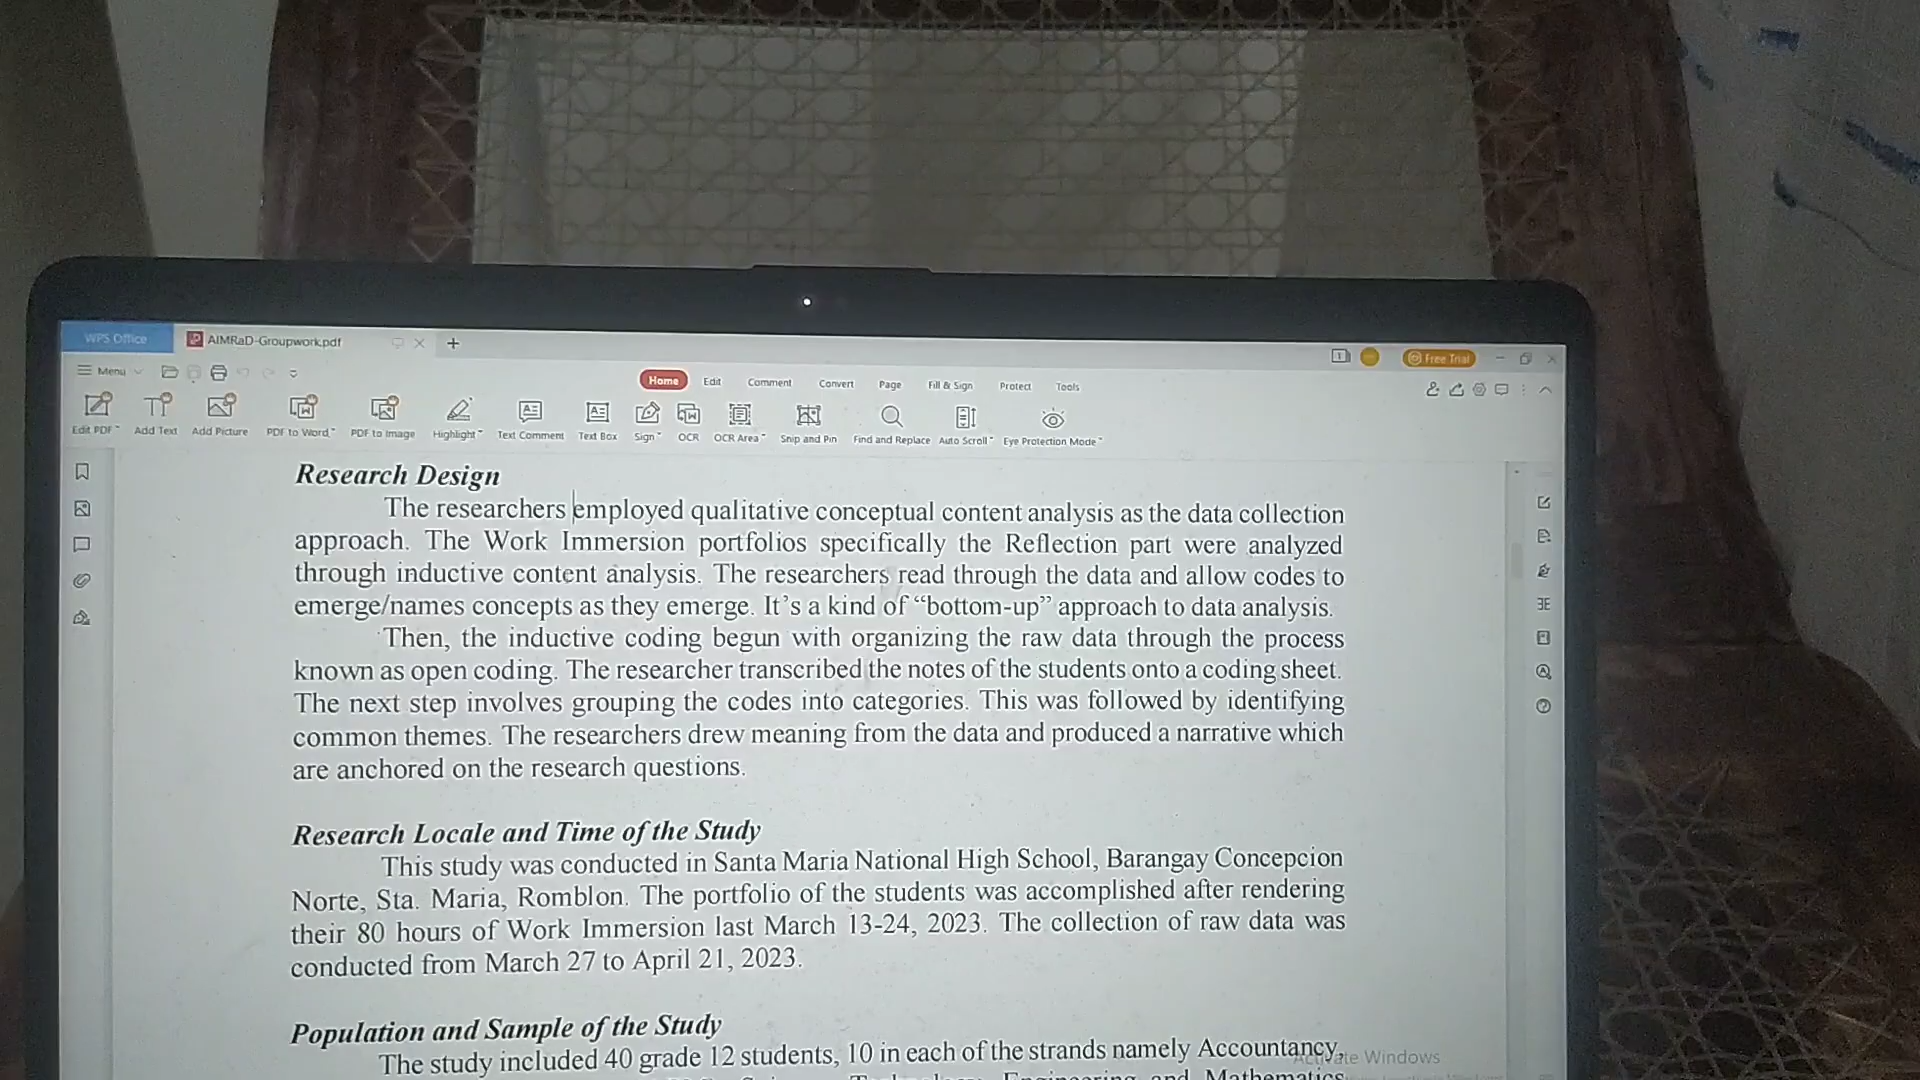 WPS Office
AIMRaD-Groupwork.pdf
Free Trial
Menu
Home Edit Comment Convert Page Fill & Sign Protect Tools
Edit PDF Add Text Add Picture PDF to Word PDF to Image Highlight Text Comment Text Box Sign OCR OCR Area Snip and Pin Find and Replace Auto Scroll Eye Protection Mode
Research Design
The researchers employed qualitative conceptual content analysis as the data collection
approach. The Work Immersion portfolios specifically the Reflection part were analyzed
through inductive content analysis. The researchers read through the data and allow codes to
emerge/names concepts as they emerge. It's a kind of “bottom-up” approach to data analysis.
Then, the inductive coding begun with organizing the raw data through the process
known as open coding. The researcher transcribed the notes of the students onto a coding sheet.
The next step involves grouping the codes into categories. This was followed by identifying
common themes. The researchers drew meaning from the data and produced a narrative which
are anchored on the research questions.
Research Locale and Time of the Study
This study was conducted in Santa Maria National High School, Barangay Concepcion
Norte, Sta. Maria, Romblon. The portfolio of the students was accomplished after rendering
their 80 hours of Work Immersion last March 13-24, 2023. The collection of raw data was
conducted from March 27 to April 21, 2023.
Population and Sample of the Study
The study included 40 grade 12 students, 10 in each of the strands namely Accountancy,
Activate Windows
Engineering and Mathematics